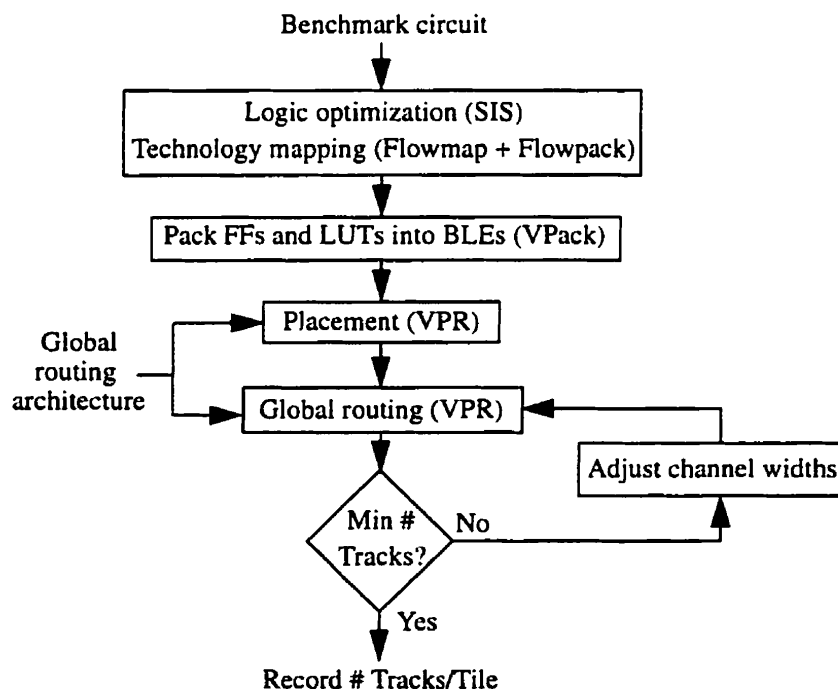 Benchmark circuit
Logic optimization (SIS)
Technology mapping (Flowmap + Flowpack)
Pack FFs and LUTs into BLEs (VPack)
Placement (VPR)
Global
routing
architecture
Global routing (VPR)
Adjust channel widths
Min #
Tracks?
No
Yes
Record # Tracks/Tile